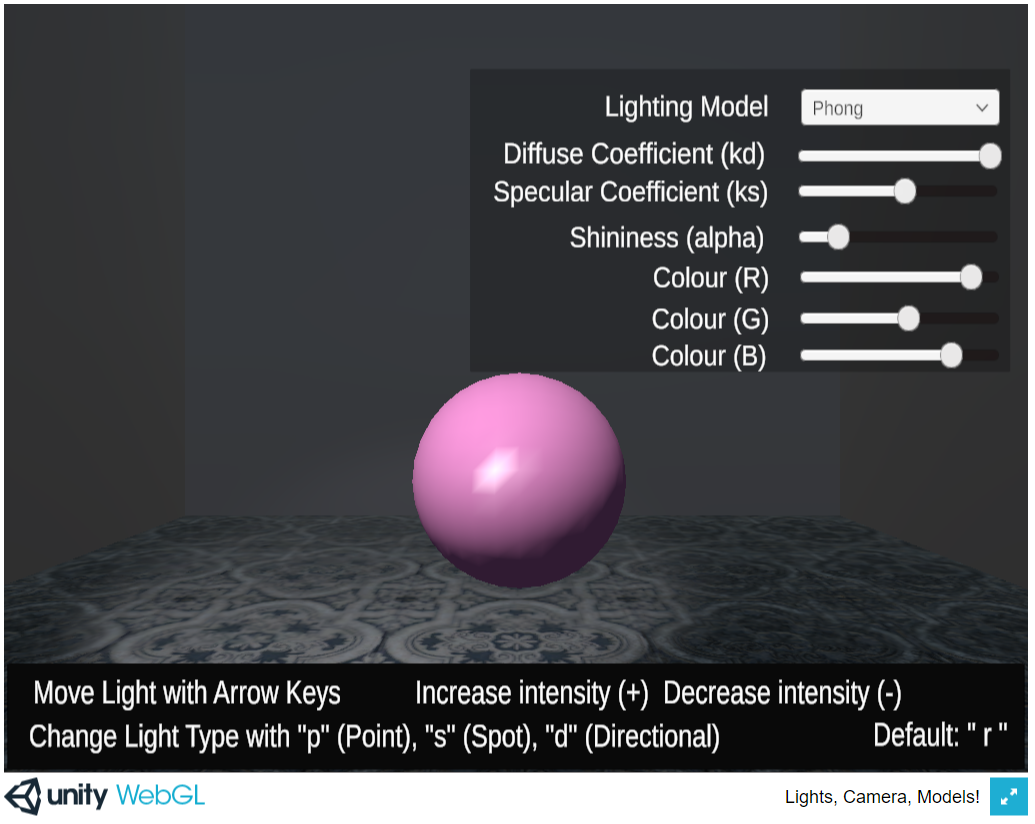 Lighting Model Phong
Diffuse Coefficient (kd)
Specular Coefficient (ks)
Shininess (alpha)
Colour (R)
Colour (G)
Colour (B)
Move Light with Arrow Keys Increase intensity (+) Decrease intensity (-)
Change Light Type with "p" (Point), "s" (Spot), "d" (Directional) Default: " r "
unity WebGL Lights, Camera, Models!